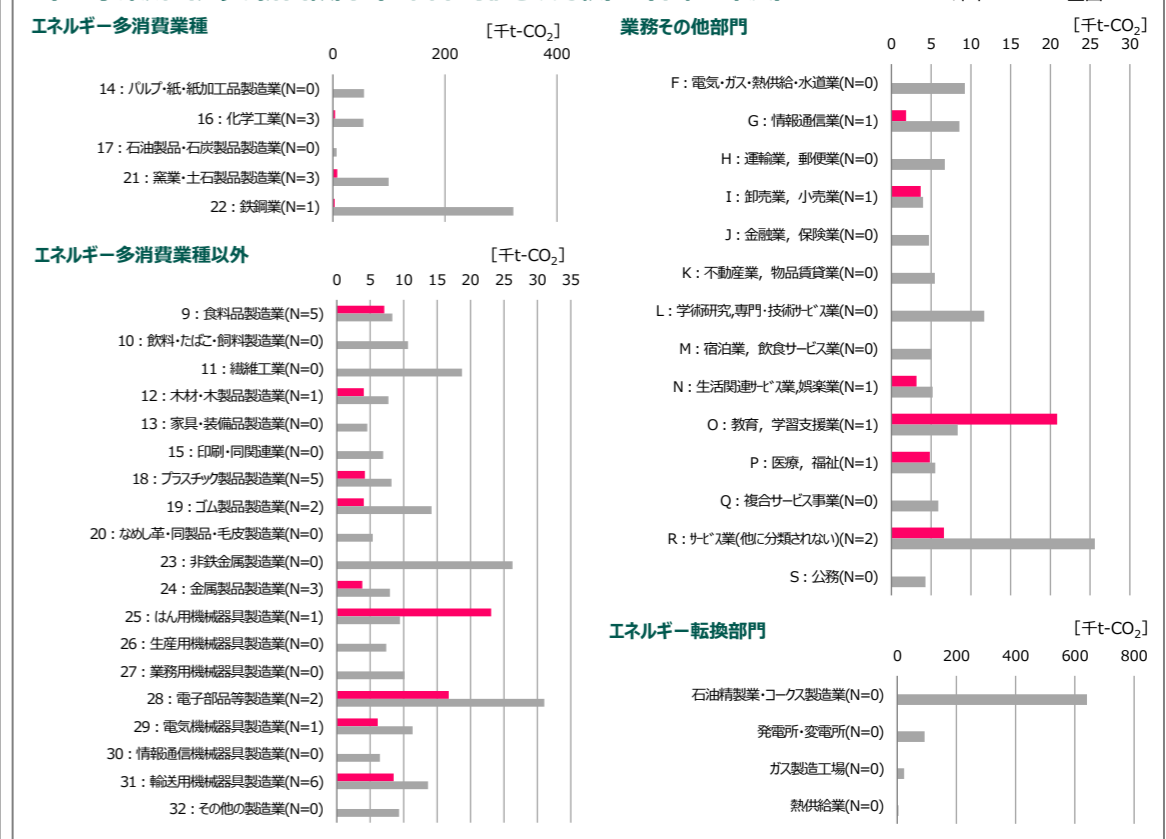 エネルギー多消費業種
[千t-CO2]
0 200 400
14：パルプ・紙・紙加工品製造業(N=0)
16：化学工業(N=3)
17：石油製品・石炭製品製造業(N=0)
21：窯業・土石製品製造業(N=3)
22：鉄鋼業(N=1)
エネルギー多消費業種以外
[千t-CO2]
0 5 10 15 20 25 30 35
9：食料品製造業(N=5)
10：飲料・たばこ・飼料製造業(N=0)
11：繊維工業(N=0)
12：木材・木製品製造業(N=1)
13：家具・装備品製造業(N=0)
15：印刷・同関連業(N=0)
18：プラスチック製品製造業(N=5)
19：ゴム製品製造業(N=2)
20：なめし革・同製品・毛皮製造業(N=0)
23：非鉄金属製造業(N=0)
24：金属製品製造業(N=3)
25：はん用機械器具製造業(N=1)
26：生産用機械器具製造業(N=0)
27：業務用機械器具製造業(N=0)
28：電子部品等製造業(N=2)
29：電気機械器具製造業(N=1)
30：情報通信機械器具製造業(N=0)
31：輸送用機械器具製造業(N=6)
32：その他の製造業(N=0)
業務その他部門
[千t-CO2]
0 5 10 15 20 25 30
F：電気・ガス・熱供給・水道業(N=0)
G：情報通信業(N=1)
H：運輸業，郵便業(N=0)
I：卸売業，小売業(N=1)
J：金融業，保険業(N=0)
K：不動産業，物品賃貸業(N=0)
L：学術研究,専門・技術サービス業(N=0)
M：宿泊業，飲食サービス業(N=0)
N：生活関連サービス業,娯楽業(N=1)
O：教育，学習支援業(N=1)
P：医療，福祉(N=1)
Q：複合サービス事業(N=0)
R：サービス業(他に分類されない)(N=2)
S：公務(N=0)
エネルギー転換部門
[千t-CO2]
0 200 400 600 800
石油精製業・コークス製造業(N=0)
発電所・変電所(N=0)
ガス製造工場(N=0)
熱供給業(N=0)